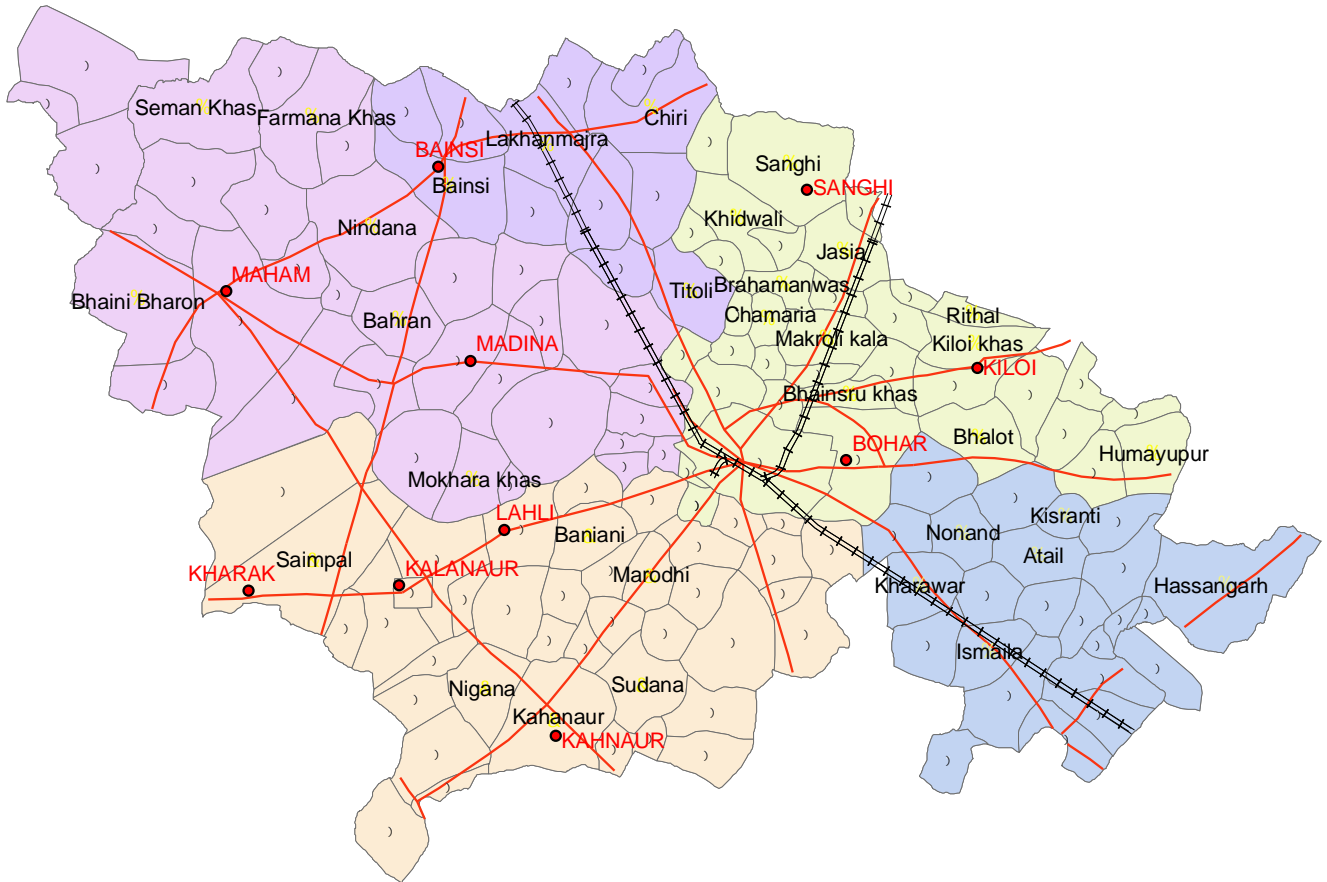 Seman Khas
Farmana Khas
Chiri
Lakhanmajra
BAINSI
Bainsi
Sanghi
SANGHI
Khidwali
Nindana
Jasia
MAHAM
Bhaini Bharon
Titoli
Brahamanwas
Bahran
Chamaria
Rithal
Makroli kala
Kiloi khas
MADINA
KILOI
Bhainsru khas
BOHAR
Bhalot
Humayupur
Mokhara khas
LAHLI
Baniani
Kisranti
Nonand
Atail
Saimpal
KHARAK
KALANAUR
Marodhi
Kharawar
Hassangarh
Ismaila
Nigana
Sudana
Kahanaur
KAHNAUR